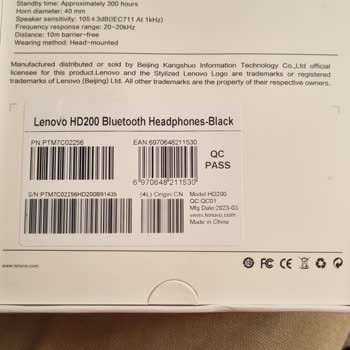 Standby time: Approximately 300 hours
Horn diameter: 40 mm
Speaker sensitivity: 105±3dB(IEC711 At 1kHz)
Frequency response range: 20~20kHz
Distance: 10m barrier-free
Wearing method: Head-mounted
Manufactured distributed or sold by Beijing Kangshuo Information Technology Co.,Ltd official
licensee for this product.Lenovo and the Stylized Lenovo Logo are trademarks or registered
trademarks of Lenovo (Beijing) Ltd. All other trademarks are the property of their respective owners.
Lenovo HD200 Bluetooth Headphones-Black
PN:PTM7C02256
EAN:6970648211530
QC
PASS
6 970648 211530
S/N:PTM7C02256HD200B91435
(4L) Origin:CN
Model:HD200
QC:QC01
Mfg Date:2023-03
www.lenovo.com
Made in China
www.lenovo.com
FC CE